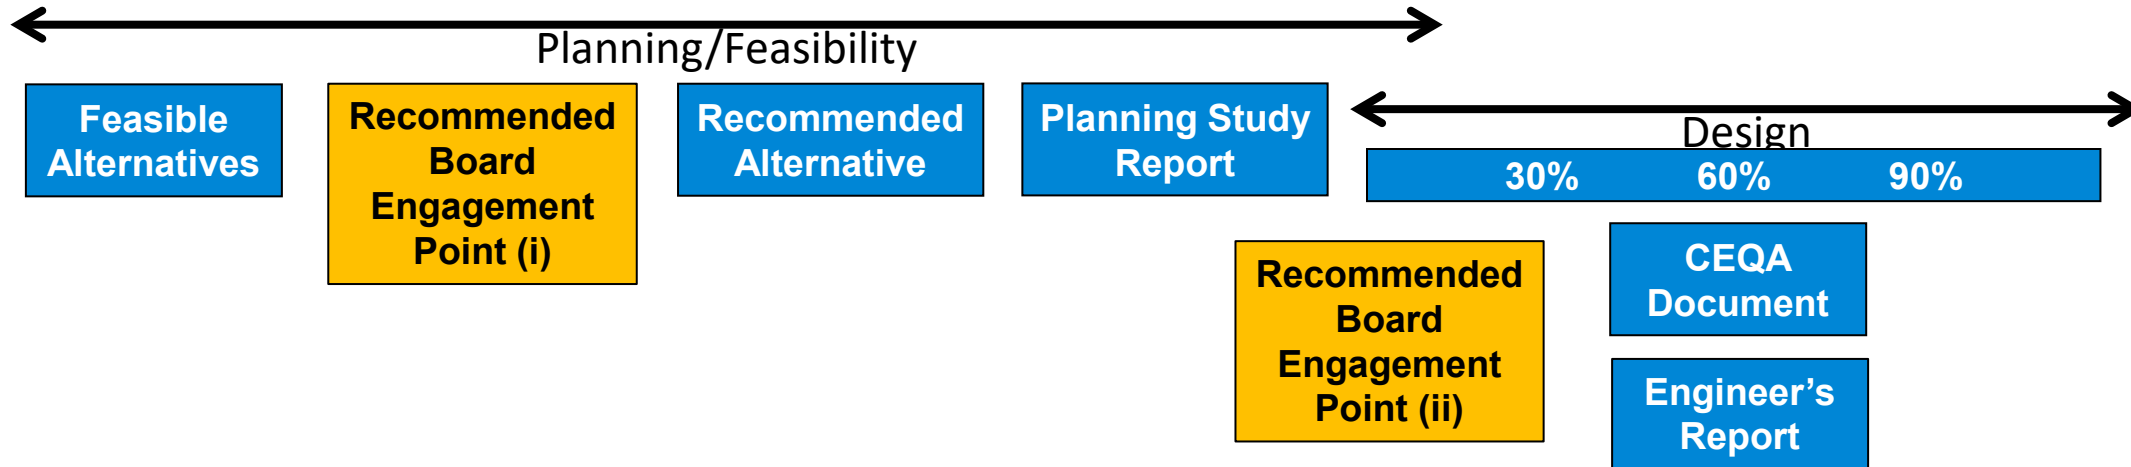 Planning/Feasibility
Feasible
Alternatives
Recommended
Board
Engagement
Point (i)
Recommended
Alternative
Planning Study
Report
Design
30% 60% 90%
Recommended
Board
Engagement
Point (ii)
CEQA
Document
Engineer’s
Report